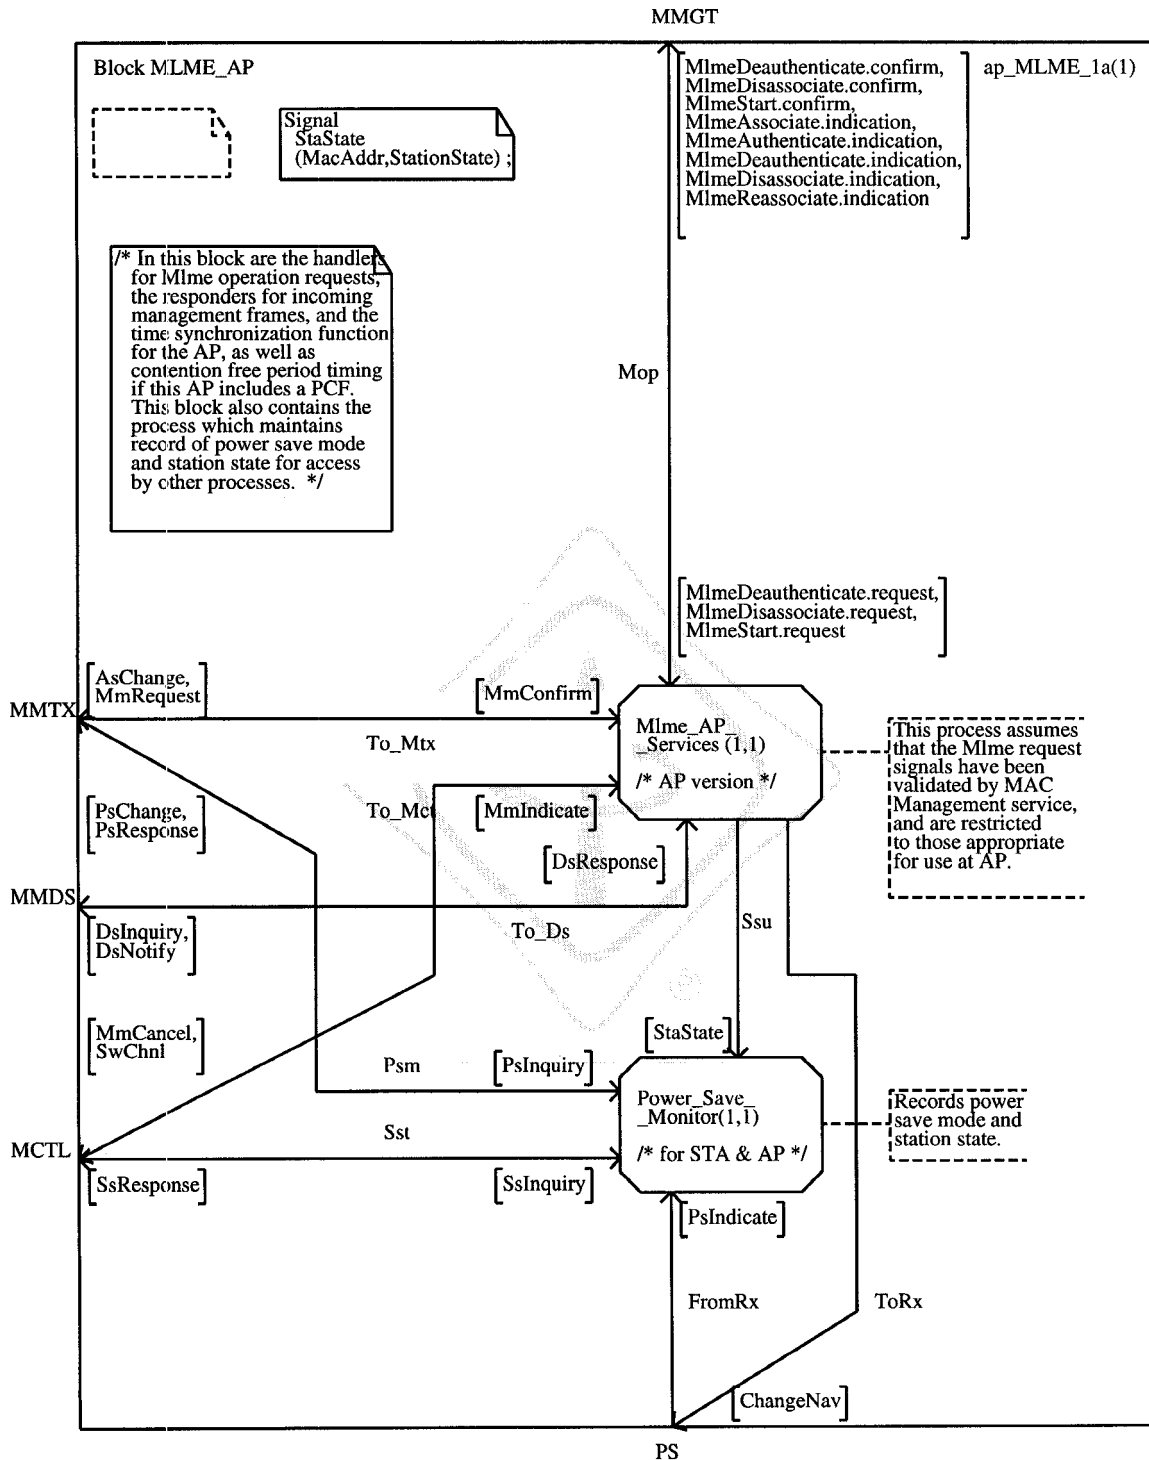 MMGT
Block MLME_AP
ap_MLME_1a(1)
Signal
StaState
(MacAddr,StationState) ;
MlmeDeauthenticate.confirm,
MlmeDisassociate.confirm,
MlmeStart.confirm,
MlmeAssociate.indication,
MlmeAuthenticate.indication,
MlmeDeauthenticate.indication,
MlmeDisassociate.indication,
MlmeReassociate.indication
/* In this block are the handlers
for Mlme operation requests,
the responders for incoming
management frames, and the
time synchronization function
for the AP, as well as
contention free period timing
if this AP includes a PCF.
This block also contains the
process which maintains
record of power save mode
and station state for access
by other processes. */
Mop
MlmeDeauthenticate.request,
MlmeDisassociate.request,
MlmeStart.request
AsChange,
MmRequest
MmConfirm
MMTX
To_Mtx
Mlme_AP_
_Services (1,1)
/* AP version */
This process assumes
that the Mlme request
signals have been
validated by MAC
Management service,
and are restricted
to those appropriate
for use at AP.
PsChange,
PsResponse
To_Mct
MmIndicate
DsResponse
MMDS
DsInquiry,
DsNotify
To_Ds
Ssu
MmCancel,
SwChnl
StaState
Psm
PsInquiry
Power_Save_
_Monitor(1,1)
/* for STA & AP */
Records power
save mode and
station state.
Sst
MCTL
SsResponse
SsInquiry
PsIndicate
FromRx
ToRx
ChangeNav
PS